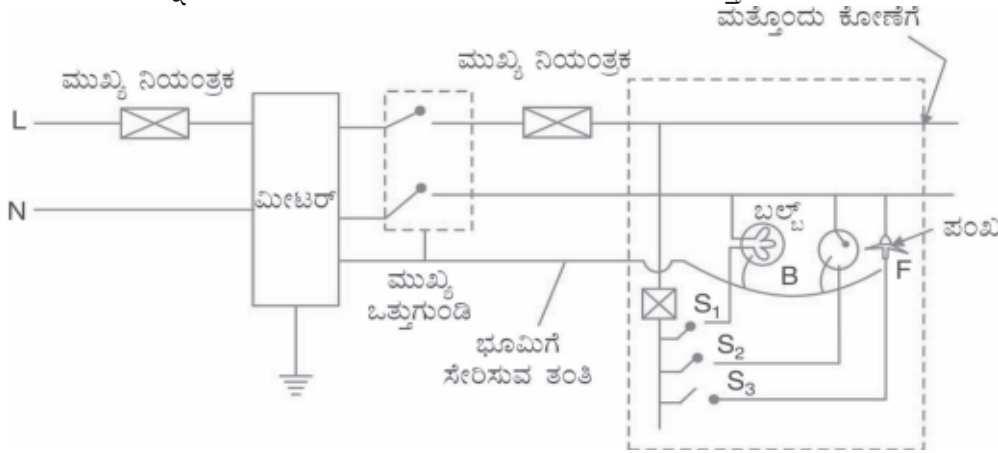 ಮತ್ತೊಂದು ಕೋಣೆಗೆ
ಮುಖ್ಯ ನಿಯಂತ್ರಕ
ಮುಖ್ಯ ನಿಯಂತ್ರಕ
L
N
ಮೀಟರ್
ಬಲ್ಬ್
ಪಂಖ
B
F
ಮುಖ್ಯ
ಒತ್ತುಗುಂಡಿ
S1
S2
S3
ಭೂಮಿಗೆ
ಸೇರಿಸುವ ತಂತಿ